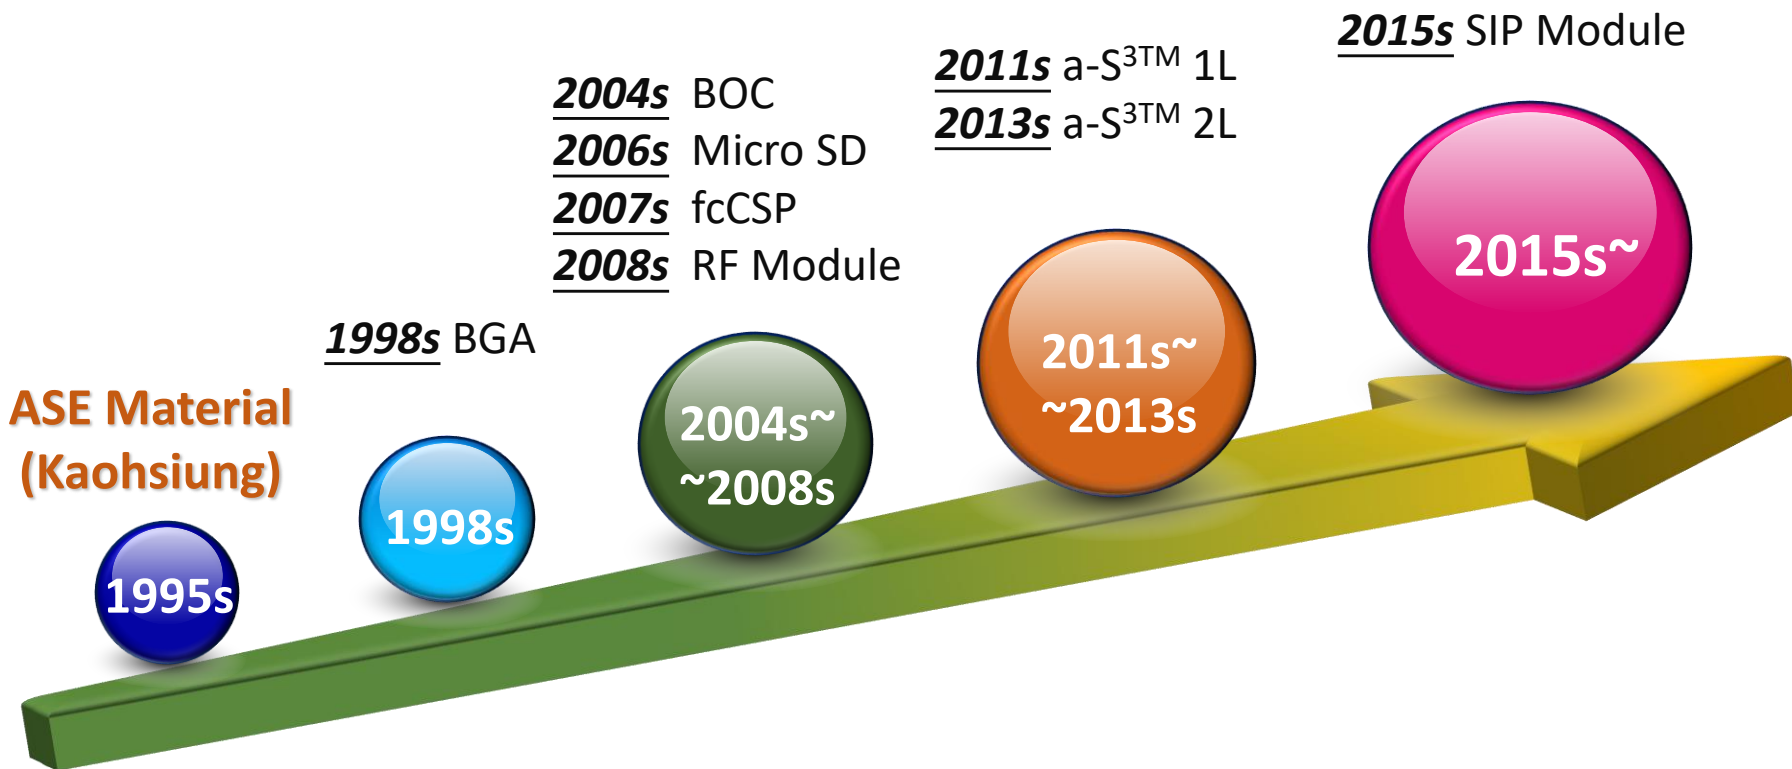 ASE Material
(Kaohsiung)
1995s
1998s BGA
1998s
2004s BOC
2006s Micro SD
2007s fcCSP
2008s RF Module
2004s~
~2008s
2011s a-S³ᵀᴹ 1L
2013s a-S³ᵀᴹ 2L
2011s~
~2013s
2015s SIP Module
2015s~